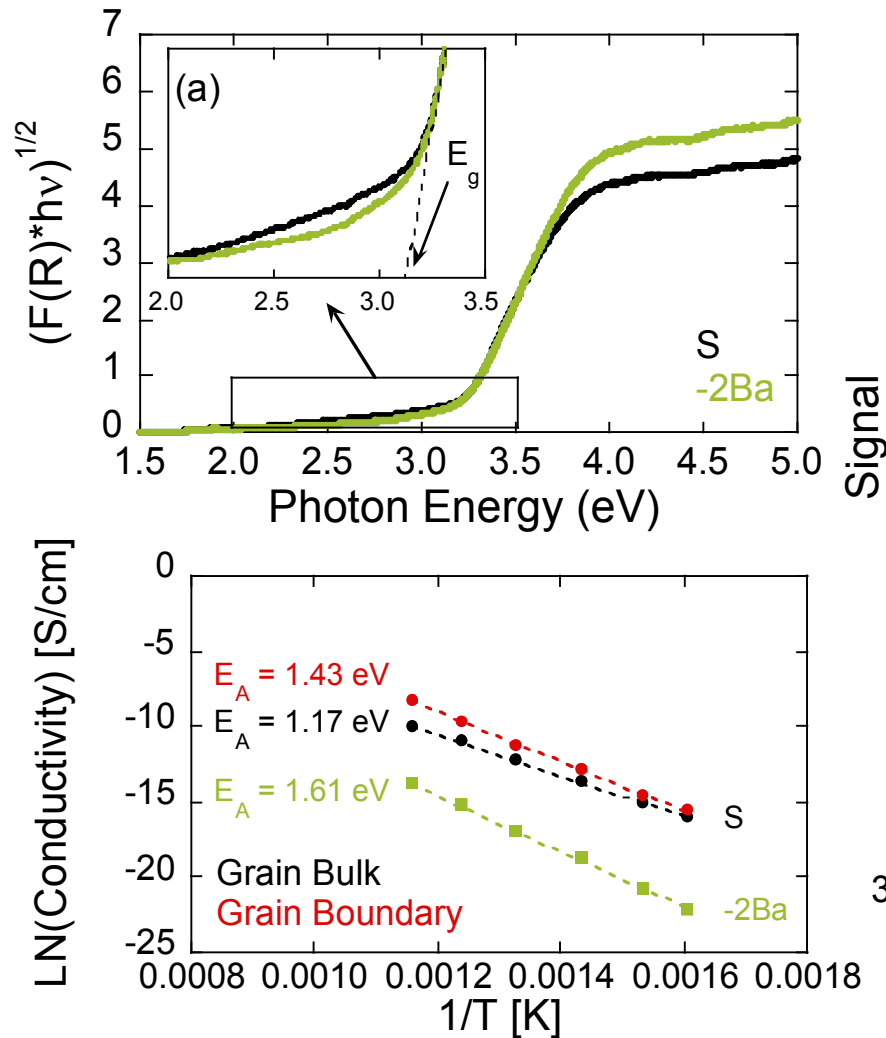 (F(R)*hν)^1/2
7
6
5
4
3
2
1
0
(a)
E_g
2.0 2.5 3.0 3.5
S
-2Ba
1.5 2.0 2.5 3.0 3.5 4.0 4.5 5.0
Photon Energy (eV)
Signal
LN(Conductivity) [S/cm]
0
-5
-10
-15
-20
-25
E_A = 1.43 eV
E_A = 1.17 eV
E_A = 1.61 eV
S
Grain Bulk
Grain Boundary
-2Ba
3
0.0008 0.0010 0.0012 0.0014 0.0016 0.0018
1/T [K]